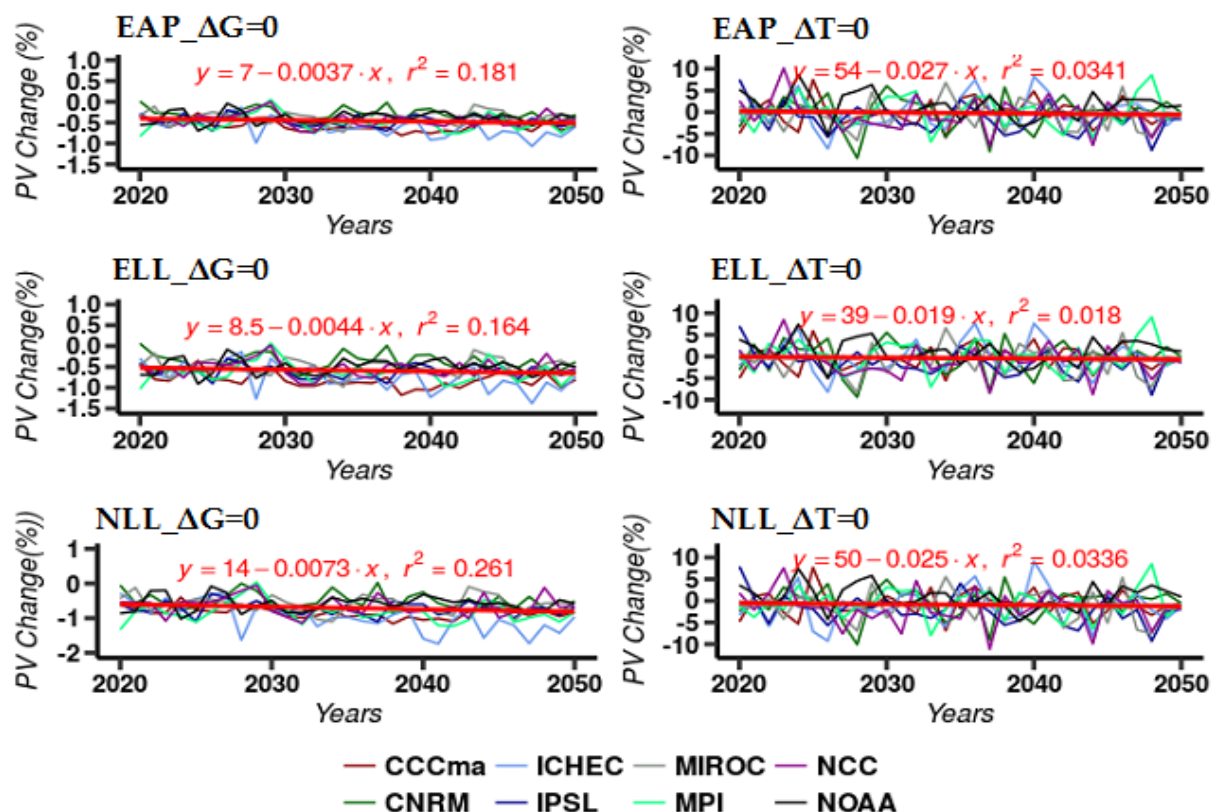 EAP_ΔG=0
PV Change (%)
1.0
0.5
0.0
-0.5
-1.0
-1.5
y = 7−0.0037·x, r² = 0.181
2020 2030 2040 2050
Years
EAP_ΔT=0
PV Change(%)
10
5
0
-5
-10
y = 54−0.027·x, r² = 0.0341
2020 2030 2040 2050
Years
ELL_ΔG=0
PV Change(%)
1.0
0.5
0.0
-0.5
-1.0
-1.5
y = 8.5−0.0044·x, r² = 0.164
2020 2030 2040 2050
Years
ELL_ΔT=0
PV Change(%)
10
5
0
-5
-10
y = 39−0.019·x, r² = 0.018
2020 2030 2040 2050
Years
NLL_ΔG=0
PV Change(%))
1
0
-1
-2
y = 14−0.0073·x, r² = 0.261
2020 2030 2040 2050
Years
NLL_ΔT=0
PV Change(%)
10
5
0
-5
-10
y = 50−0.025·x, r² = 0.0336
2020 2030 2040 2050
Years
CCCma ICHEC MIROC NCC
CNRM IPSL MPI NOAA